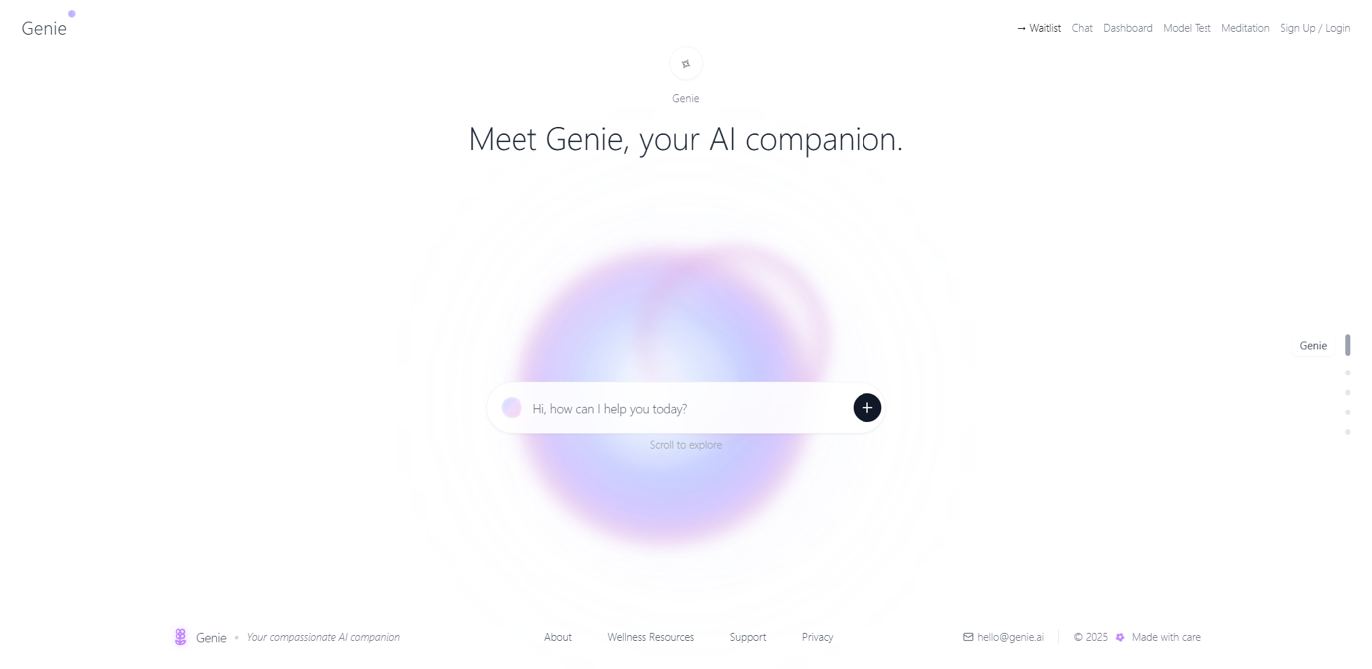 Genie
→ Waitlist Chat Dashboard Model Test Meditation Sign Up / Login
Genie
Meet Genie, your AI companion.
Genie
Hi, how can I help you today?
Scroll to explore
Genie • Your compassionate AI companion About Wellness Resources Support Privacy hello@genie.ai © 2025 Made with care